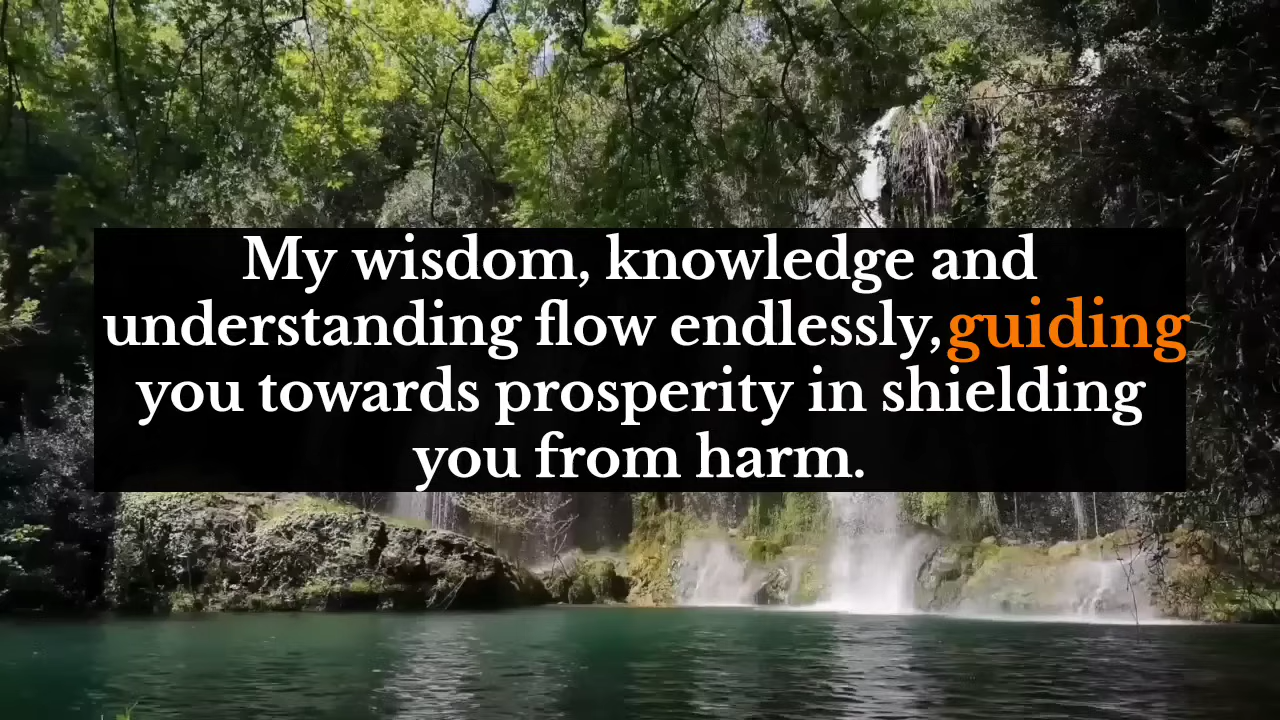 My wisdom, knowledge and
understanding flow endlessly, guiding
you towards prosperity in shielding
you from harm.